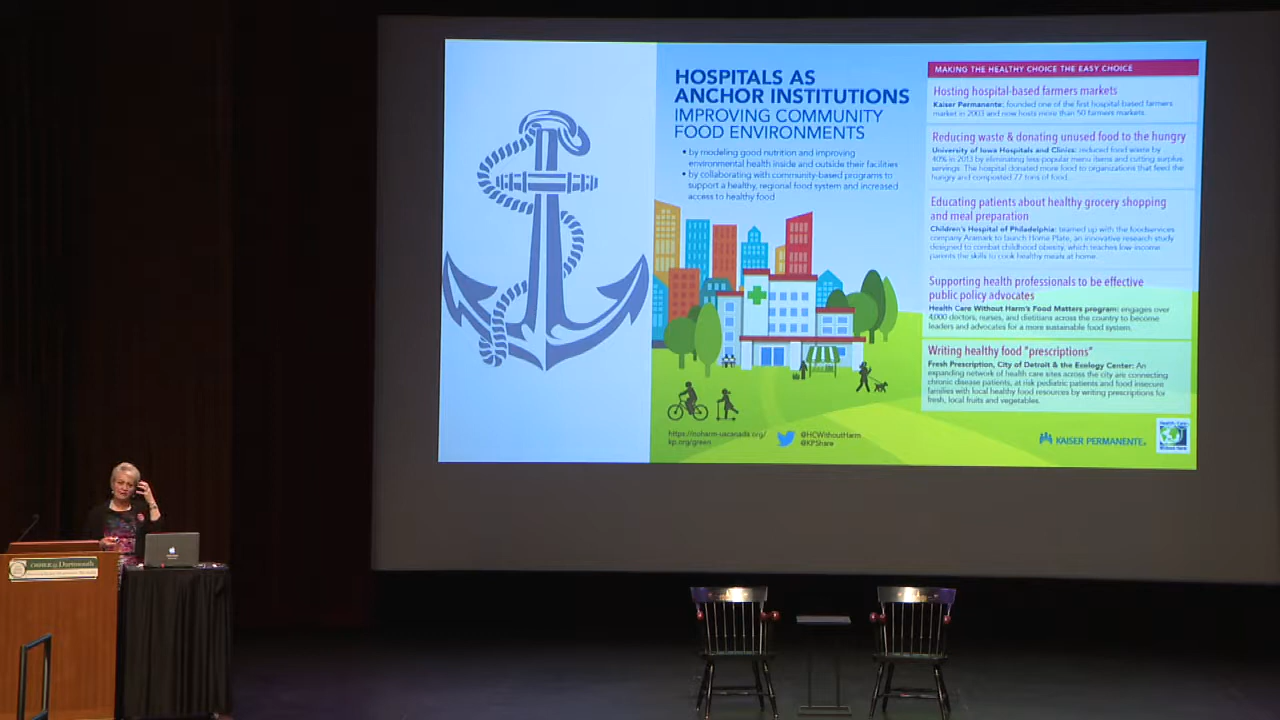 HOSPITALS AS
ANCHOR INSTITUTIONS
IMPROVING COMMUNITY
FOOD ENVIRONMENTS
• by modeling good nutrition and improving
environmental health inside and outside their facilities
• by collaborating with community-based programs to
support a healthy, regional food system and increased
access to healthy food
https://noharm-uscanada.org/
kp.org/green
@HCWithoutHarm
@KPShare
MAKING THE HEALTHY CHOICE THE EASY CHOICE
Hosting hospital-based farmers markets
Kaiser Permanente: founded one of the first hospital-based farmers
market in 2003 and now hosts more than 50 farmers markets.
Reducing waste & donating unused food to the hungry
University of Iowa Hospitals and Clinics: reduced food waste by
40% in 2013 by eliminating less-popular menu items and cutting surplus
servings. The hospital donated more food to organizations that feed the
hungry and composted 77 tons of food...
Educating patients about healthy grocery shopping
and meal preparation
Children's Hospital of Philadelphia: teamed up with the foodservices
company Aramark to launch Home Plate, an innovative research study
designed to combat childhood obesity, which teaches low income
parents the skills to cook healthy meals at home.
Supporting health professionals to be effective
public policy advocates
Health Care Without Harm's Food Matters program: engages over
4,000 doctors, nurses, and dietitians across the country to become
leaders and advocates for a more sustainable food system.
Writing healthy food "prescriptions"
Fresh Prescription, City of Detroit & the Ecology Center: An
expanding network of health care sites across the city are connecting
chronic disease patients, at risk pediatric patients and food insecure
families with local healthy food resources by writing prescriptions for
fresh, local fruits and vegetables.
KAISER PERMANENTE
Health Care
Without Harm
Dartmouth